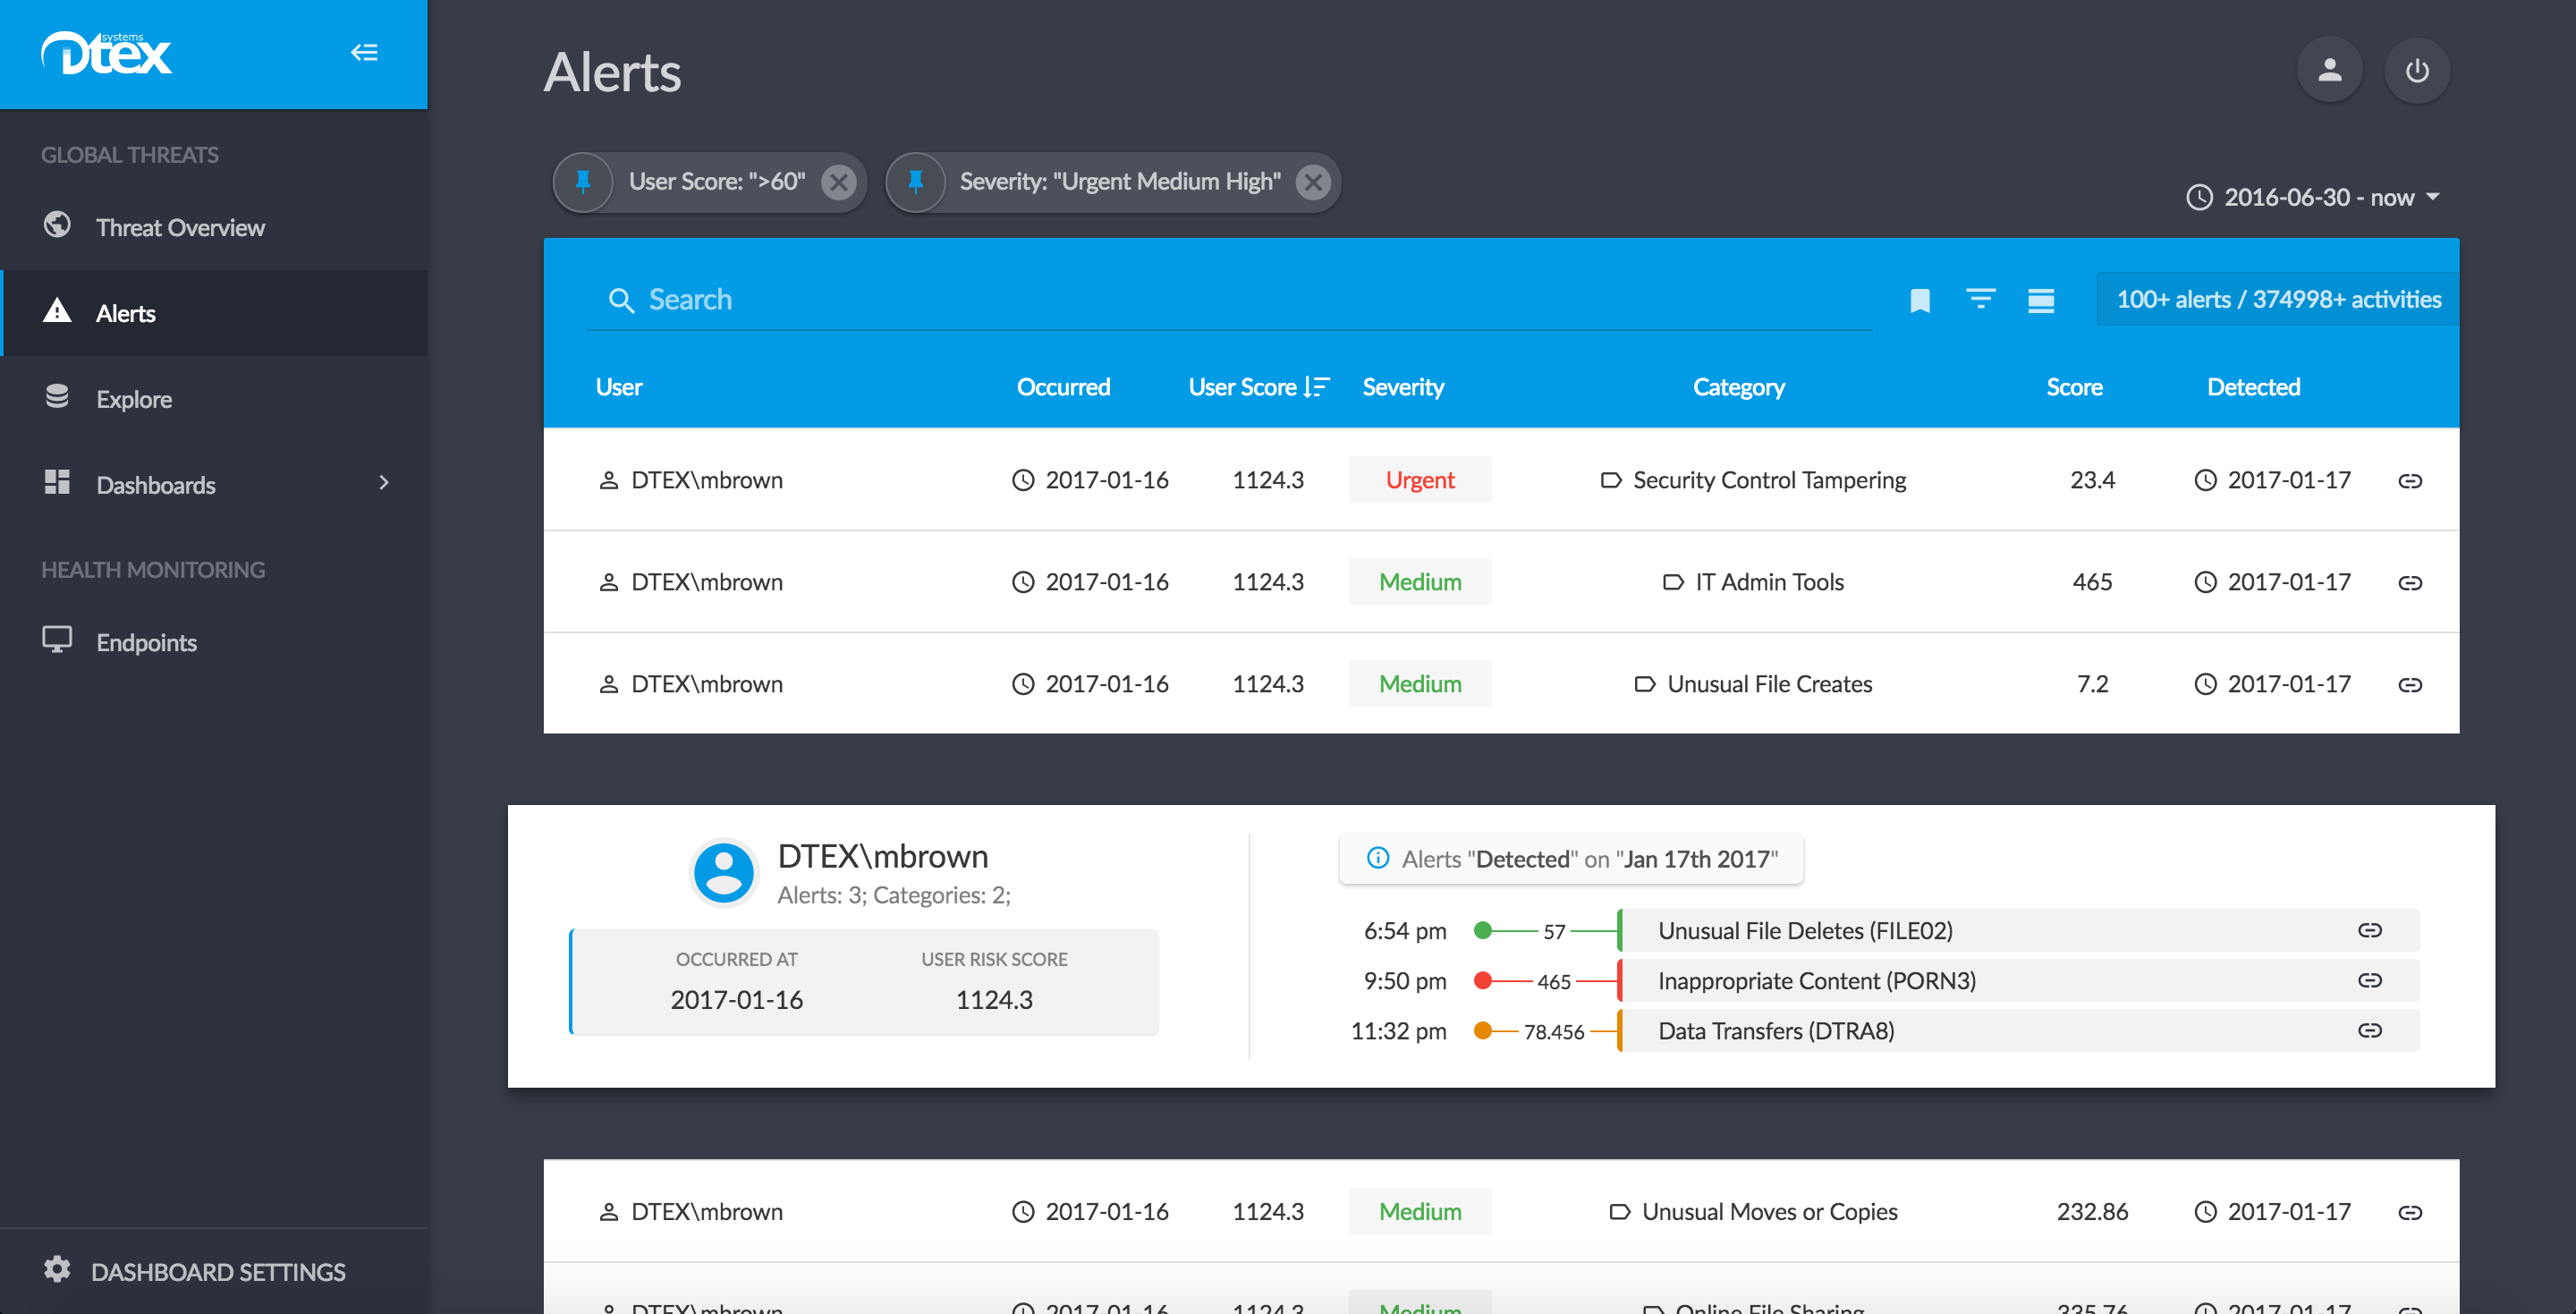 Dtex systems
GLOBAL THREATS
Threat Overview
Alerts
Explore
Dashboards
HEALTH MONITORING
Endpoints
DASHBOARD SETTINGS
Alerts
User Score: ">60" Severity: "Urgent Medium High"
2016-06-30 - now
Search 100+ alerts / 374998+ activities
User Occurred User Score Severity Category Score Detected
DTEX\mbrown 2017-01-16 1124.3 Urgent Security Control Tampering 23.4 2017-01-17
DTEX\mbrown 2017-01-16 1124.3 Medium IT Admin Tools 465 2017-01-17
DTEX\mbrown 2017-01-16 1124.3 Medium Unusual File Creates 7.2 2017-01-17
DTEX\mbrown
Alerts: 3; Categories: 2;
OCCURRED AT USER RISK SCORE
2017-01-16 1124.3
Alerts "Detected" on "Jan 17th 2017"
6:54 pm 57 Unusual File Deletes (FILE02)
9:50 pm 465 Inappropriate Content (PORN3)
11:32 pm 78.456 Data Transfers (DTRA8)
DTEX\mbrown 2017-01-16 1124.3 Medium Unusual Moves or Copies 232.86 2017-01-17
DTEX\mbrown 2017-01-16 1124.3 Medium Online File Sharing 335.76 2017-01-17